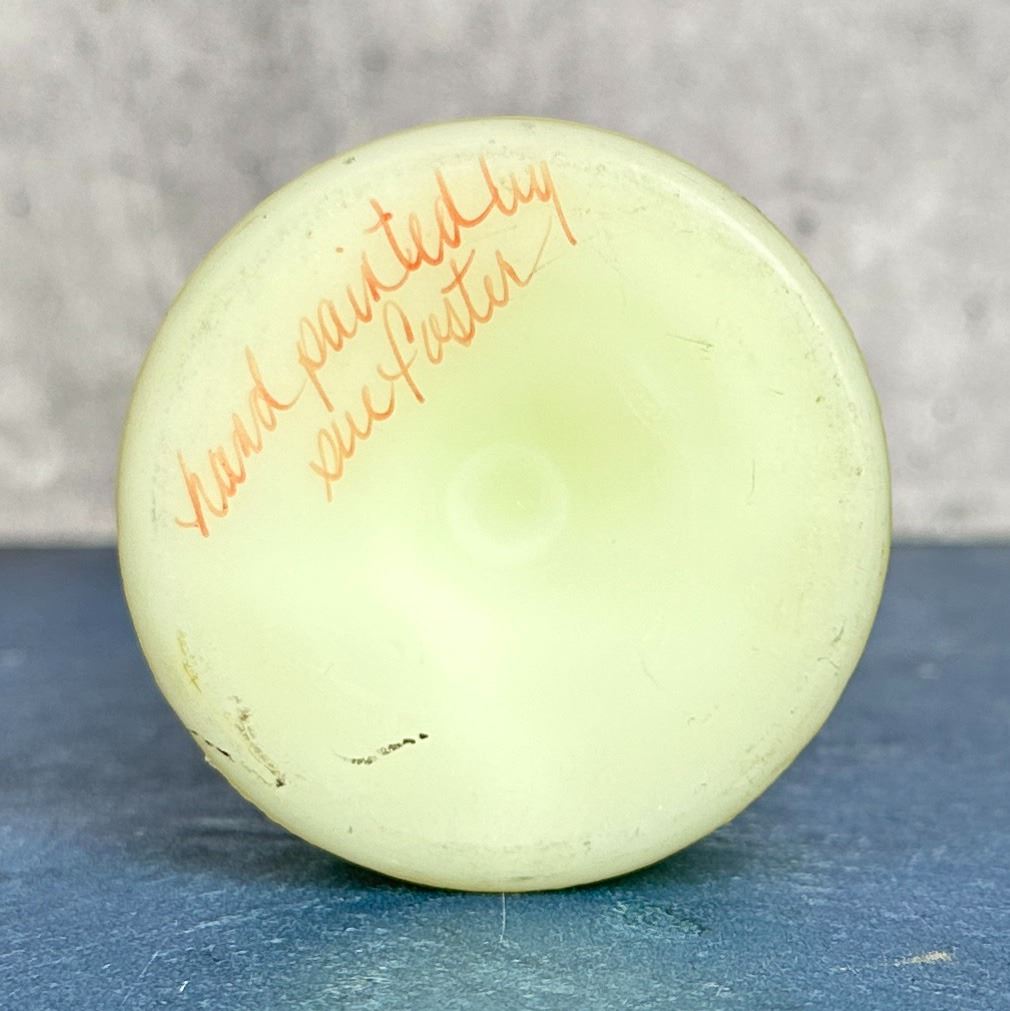 hand painted by
sue foster